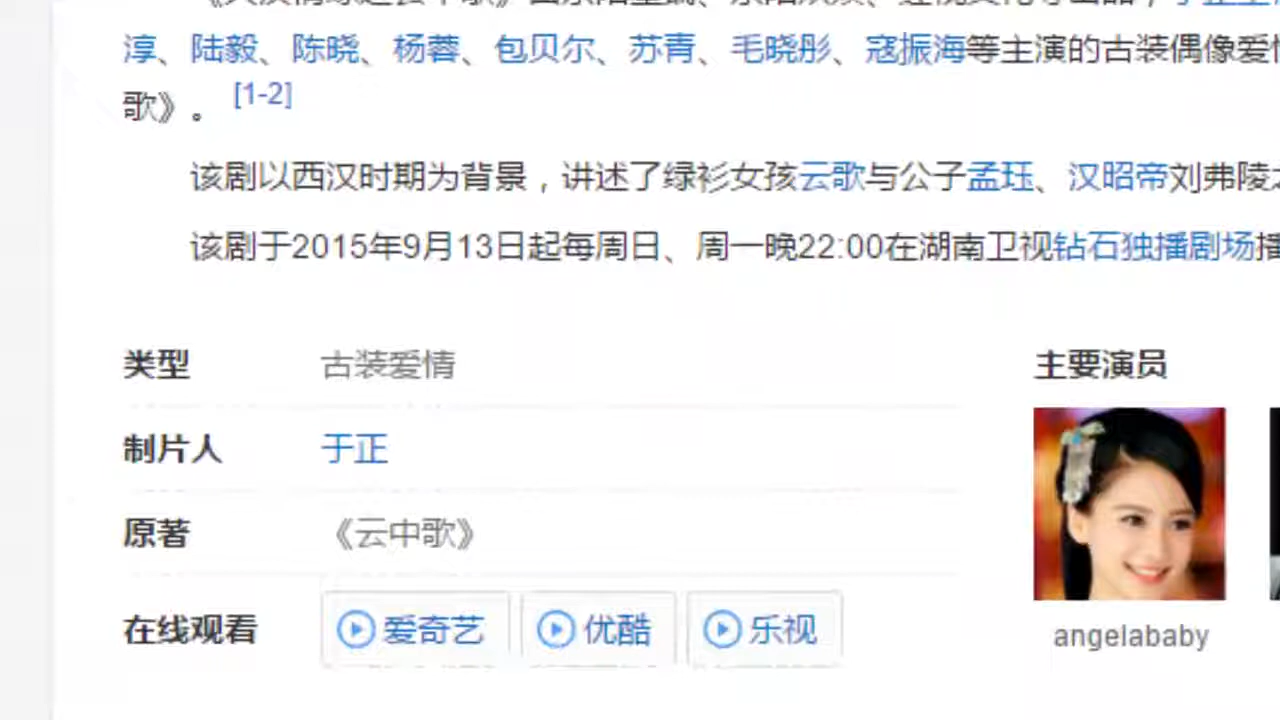 淳、陆毅、陈晓、杨蓉、包贝尔、苏青、毛晓彤、寇振海等主演的古装偶像爱
歌》。[1-2]
该剧以西汉时期为背景，讲述了绿衫女孩云歌与公子孟珏、汉昭帝刘弗陵
该剧于2015年9月13日起每周日、周一晚22:00在湖南卫视钻石独播剧场播
类型 古装爱情
主要演员
制片人 于正
原著 《云中歌》
在线观看 爱奇艺 优酷 乐视
angelababy